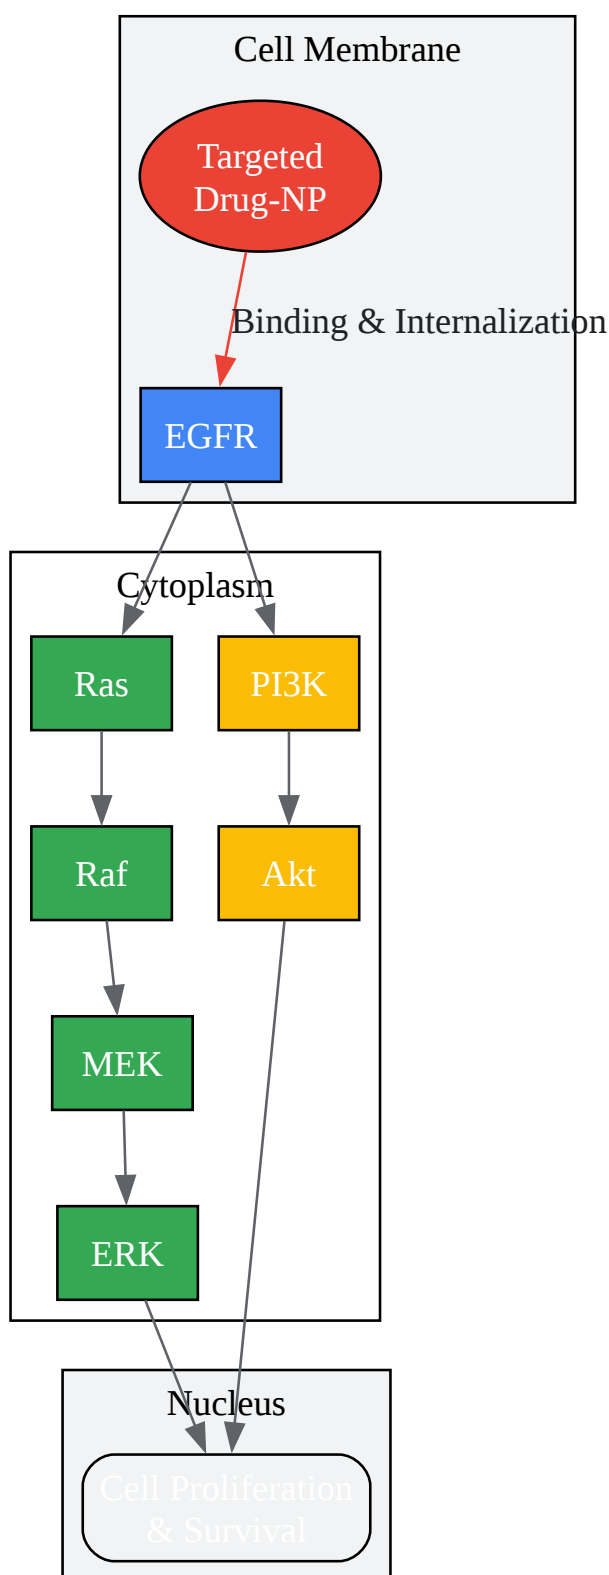 Cell Membrane
Targeted
Drug-NP
Binding & Internalization
EGFR
Cytoplasm
Ras
PI3K
Raf
Akt
MEK
ERK
Nucleus
Cell Proliferation
& Survival